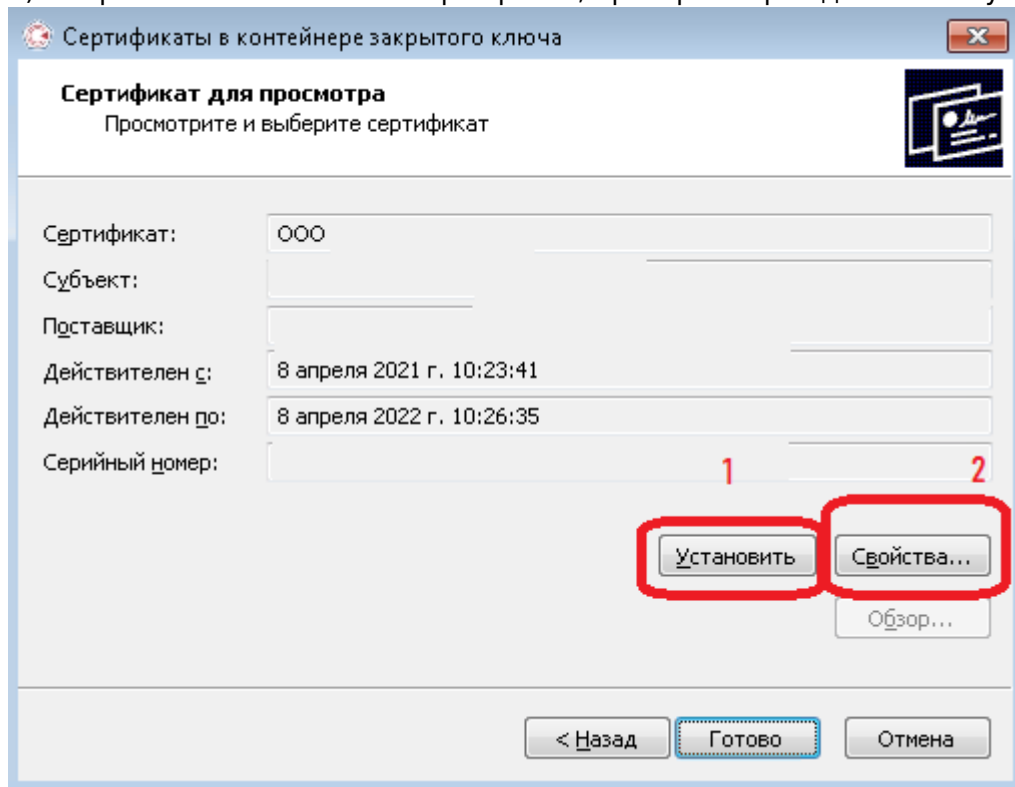 Сертификаты в контейнере закрытого ключа
Сертификат для просмотра
Просмотрите и выберите сертификат
Сертификат: ООО
Субъект:
Поставщик:
Действителен с: 8 апреля 2021 г. 10:23:41
Действителен по: 8 апреля 2022 г. 10:26:35
Серийный номер:
1 2
Установить Свойства...
Обзор...
< Назад Готово Отмена